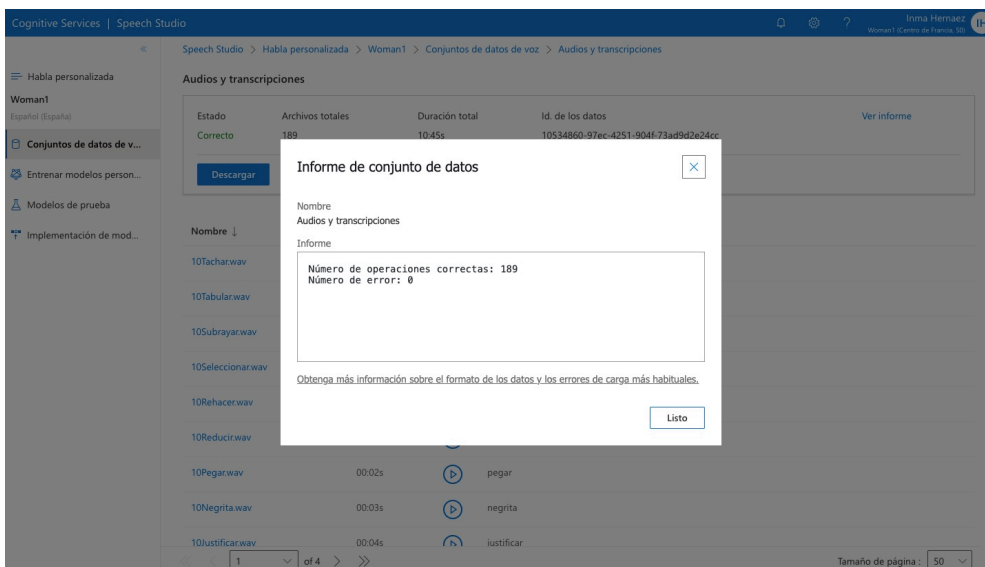 Cognitive Services | Speech Studio
Inma Hernaez
Woman1 (Centro de Francia, S0)
IH
Speech Studio > Habla personalizada > Woman1 > Conjuntos de datos de voz > Audios y transcripciones
Habla personalizada
Woman1
Español (España)
Conjuntos de datos de v...
Entrenar modelos person...
Modelos de prueba
Implementación de mod...
Audios y transcripciones
Estado Archivos totales Duración total Id. de los datos Ver informe
Correcto 189 10:45s 10534860-97ec-4251-904f-73ad9d2e24cc
Descargar
Informe de conjunto de datos
Nombre
Audios y transcripciones
Informe
Número de operaciones correctas: 189
Número de error: 0
Obtenga más información sobre el formato de los datos y los errores de carga más habituales.
Listo
Nombre ↓
10Tachar.wav
10Tabular.wav
10Subrayar.wav
10Seleccionar.wav
10Rehacer.wav
10Reducir.wav
10Pegar.wav 00:02s pegar
10Negrita.wav 00:03s negrita
10Justificar.wav 00:04s justificar
1 of 4
Tamaño de página : 50